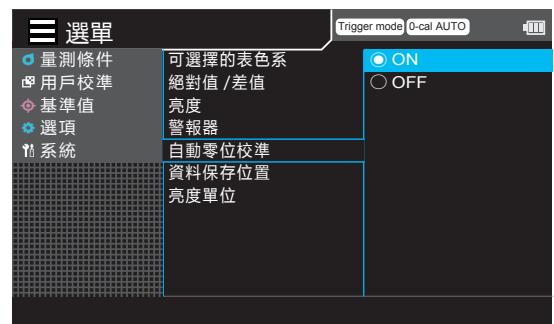 選單
Trigger mode 0-cal AUTO
量測條件
用戶校準
基準值
選項
系統
可選擇的表色系
絕對值 /差值
亮度
警報器
自動零位校準
資料保存位置
亮度單位
ON
OFF